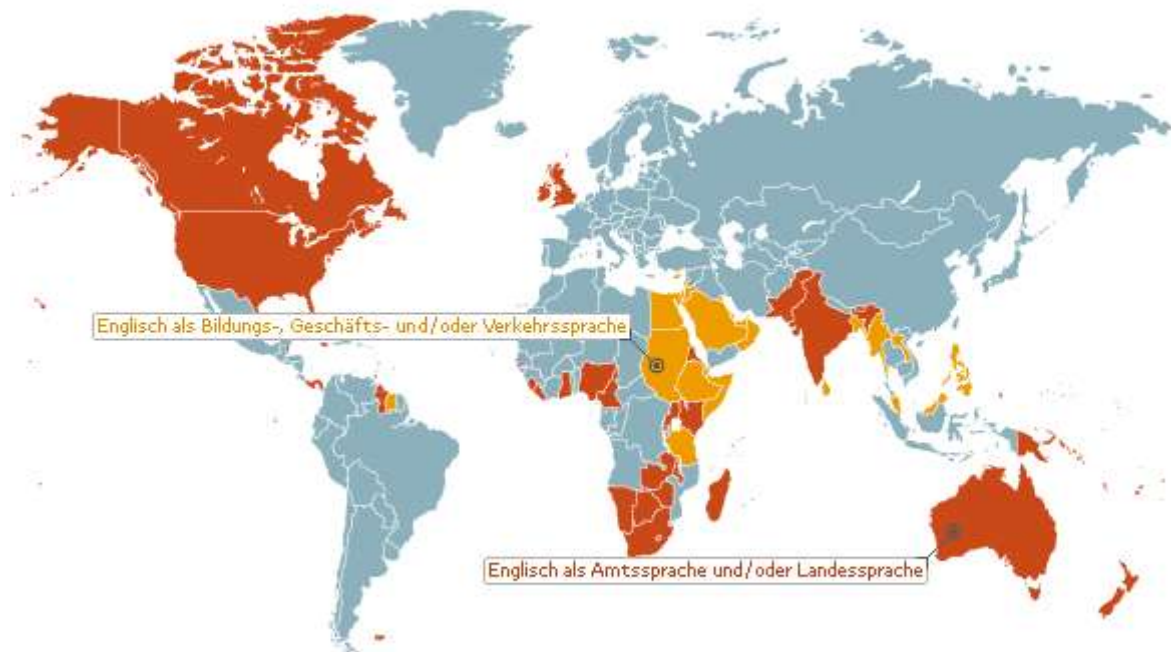 Englisch als Bildungs-, Geschäfts- und/oder Verkehrssprache
Englisch als Amtssprache und/oder Landessprache